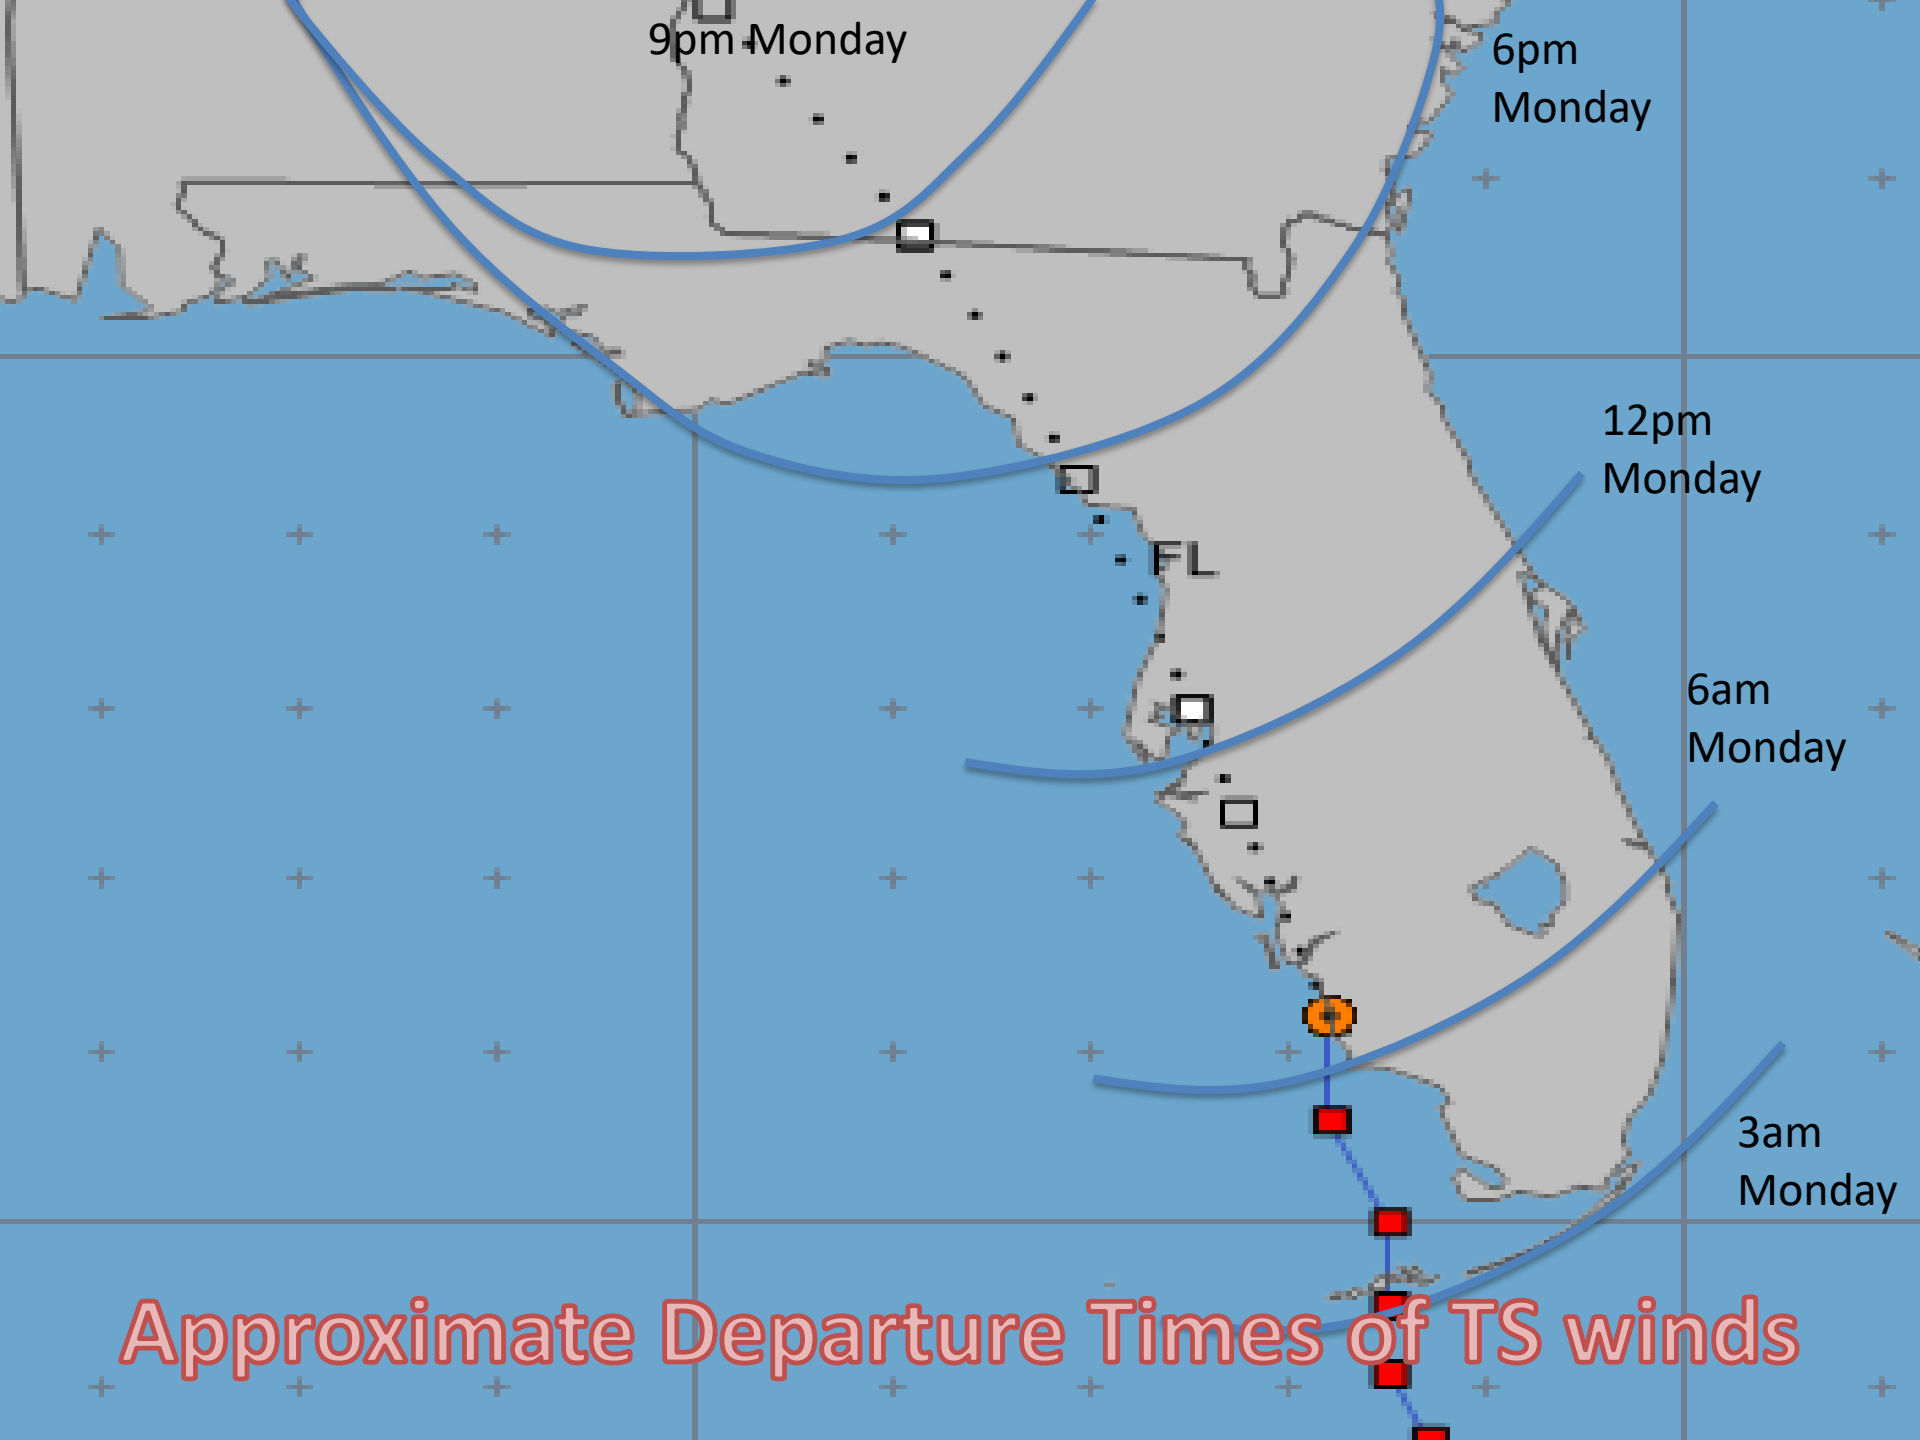 9pm Monday
6pm
Monday
12pm
Monday
FL
6am
Monday
3am
Monday
Approximate Departure Times of TS winds